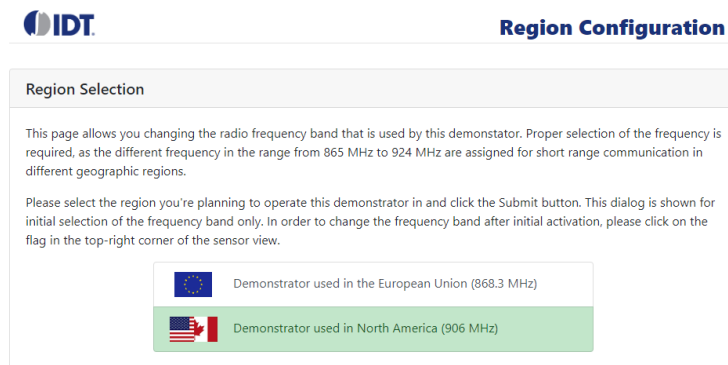 IDT
Region Configuration
Region Selection
This page allows you changing the radio frequency band that is used by this demonstator. Proper selection of the frequency is
required, as the different frequency in the range from 865 MHz to 924 MHz are assigned for short range communication in
different geographic regions.
Please select the region you're planning to operate this demonstrator in and click the Submit button. This dialog is shown for
initial selection of the frequency band only. In order to change the frequency band after initial activation, please click on the
flag in the top-right corner of the sensor view.
Demonstrator used in the European Union (868.3 MHz)
Demonstrator used in North America (906 MHz)